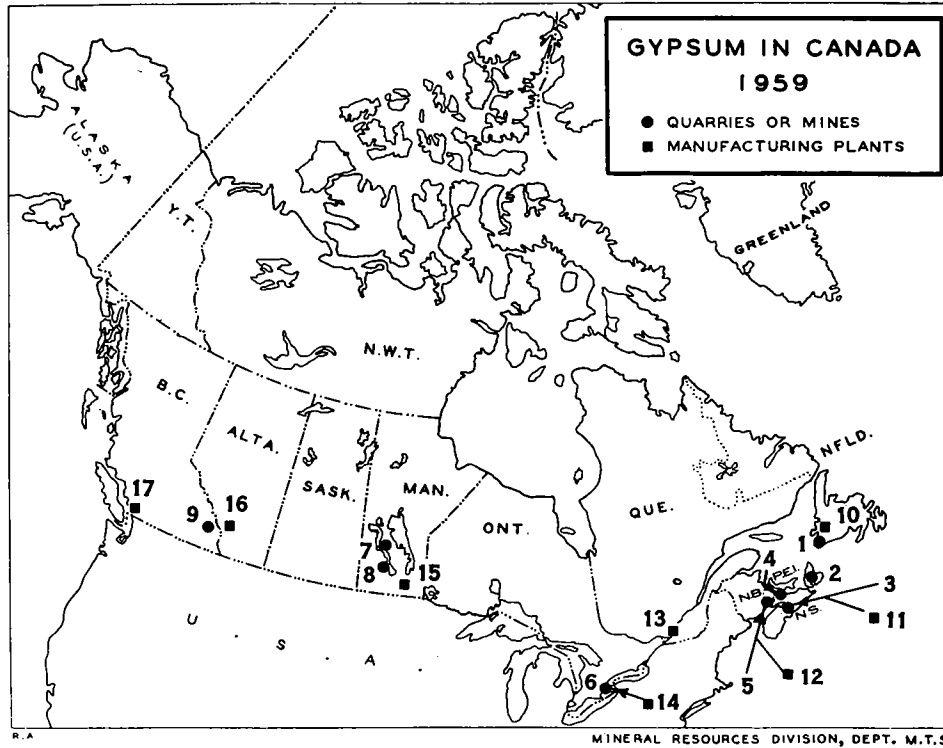 GYPSUM IN CANADA
1959
● QUARRIES OR MINES
■ MANUFACTURING PLANTS
ALASKA
(U.S.A.)
Y.T.
GREENLAND
N.W.T.
B.C.
ALTA.
SASK.
MAN.
ONT.
QUE.
NFLD.
17
9
16
7
8
15
10
1
4
P.E.I.
2
3
N.B.
N.S.
11
13
5
12
6
14
U. S. A.
R.A
MINERAL RESOURCES DIVISION, DEPT. M.T.S